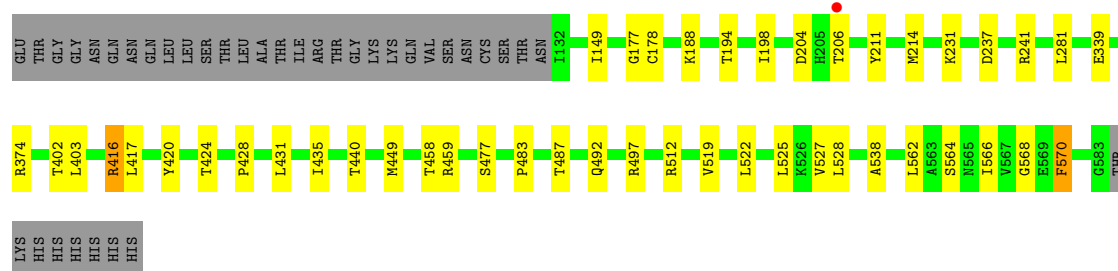 GLU THR GLY GLY ASN GLN ASN GLN LEU LEU SER THR LEU ALA THR ILE ARG THR GLY LYS LYS GLN VAL SER ASN CYS SER THR ASN I132 I149 G177 C178 K188 T194 I198 D204 H205 T206 Y211 M214 K231 D237 R241 L281 E339
R374 T402 L403 R416 L417 Y420 T424 P428 L431 I435 T440 M449 T458 R459 S477 P483 T487 Q492 R497 R512 V519 L522 L525 K526 V527 L528 A538 L562 A563 S564 N565 I566 V567 G568 E569 F570 G583 THR
LYS HIS HIS HIS HIS HIS HIS